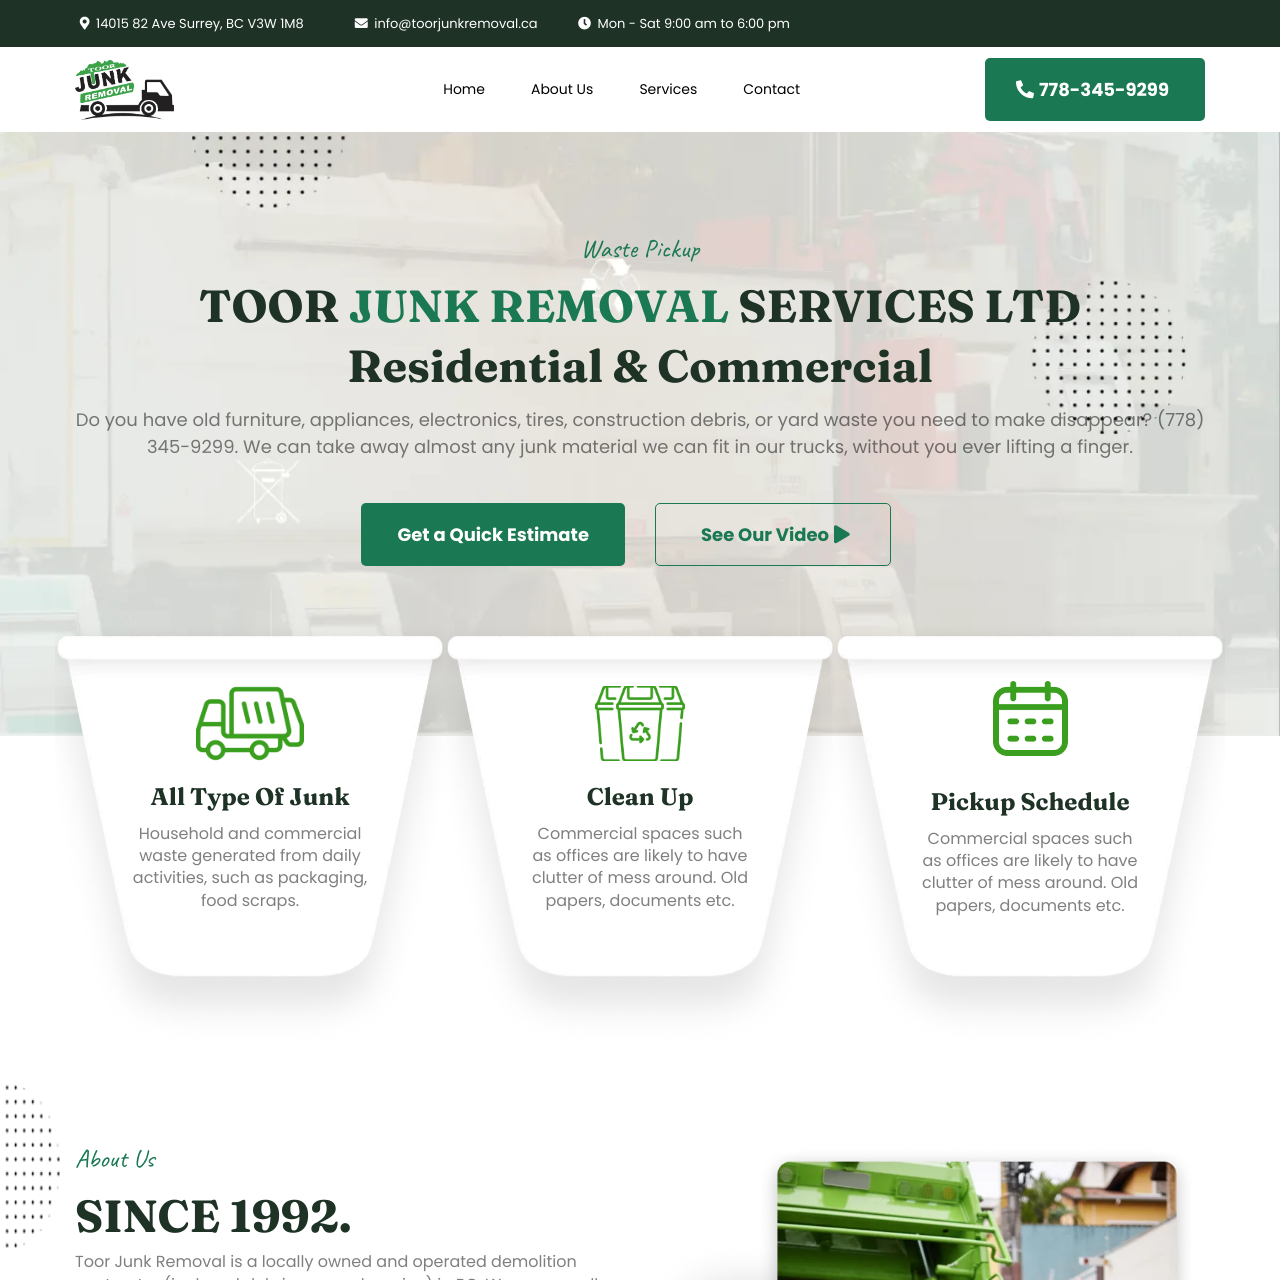 14015 82 Ave Surrey, BC V3W 1M8
info@toorjunkremoval.ca
Mon - Sat 9:00 am to 6:00 pm
TOOR
JUNK
REMOVAL
Home
About Us
Services
Contact
778-345-9299
Waste Pickup
TOOR JUNK REMOVAL SERVICES LTD
Residential & Commercial
Do you have old furniture, appliances, electronics, tires, construction debris, or yard waste you need to make disappear? (778)
345-9299. We can take away almost any junk material we can fit in our trucks, without you ever lifting a finger.
Get a Quick Estimate
See Our Video
All Type Of Junk
Household and commercial
waste generated from daily
activities, such as packaging,
food scraps.
Clean Up
Commercial spaces such
as offices are likely to have
clutter of mess around. Old
papers, documents etc.
Pickup Schedule
Commercial spaces such
as offices are likely to have
clutter of mess around. Old
papers, documents etc.
About Us
SINCE 1992.
Toor Junk Removal is a locally owned and operated demolition